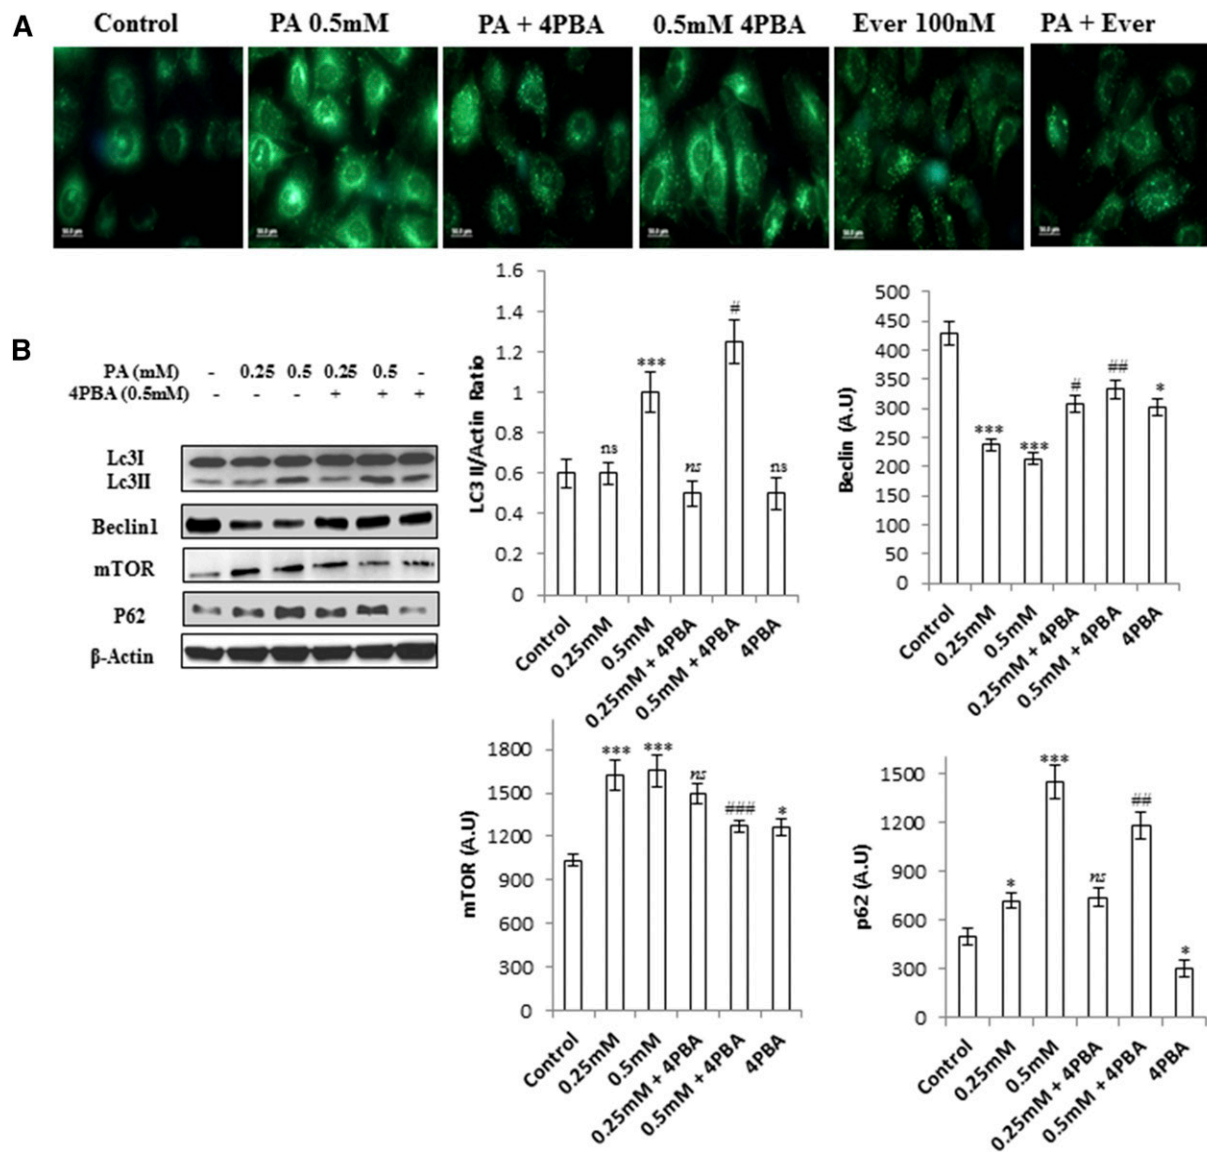 A
Control
PA 0.5mM
PA + 4PBA
0.5mM 4PBA
Ever 100nM
PA + Ever
B
PA (mM) - 0.25 0.5 0.25 0.5 -
4PBA (0.5mM) - - - + + +
Lc3I
Lc3II
Beclin1
mTOR
P62
β-Actin
LC3 II/Actin Ratio
1.6
1.4
1.2
1
0.8
0.6
0.4
0.2
0
ns
***
ns
#
ns
Control
0.25mM
0.5mM
0.25mM + 4PBA
0.5mM + 4PBA
4PBA
Beclin (A.U)
500
450
400
350
300
250
200
150
100
50
0
***
***
#
##
*
Control
0.25mM
0.5mM
0.25mM + 4PBA
0.5mM + 4PBA
4PBA
mTOR (A.U)
1800
1500
1200
900
600
300
0
***
***
ns
###
*
Control
0.25mM
0.5mM
0.25mM + 4PBA
0.5mM + 4PBA
4PBA
p62 (A.U)
1500
1200
900
600
300
0
*
***
ns
##
*
Control
0.25mM
0.5mM
0.25mM + 4PBA
0.5mM + 4PBA
4PBA